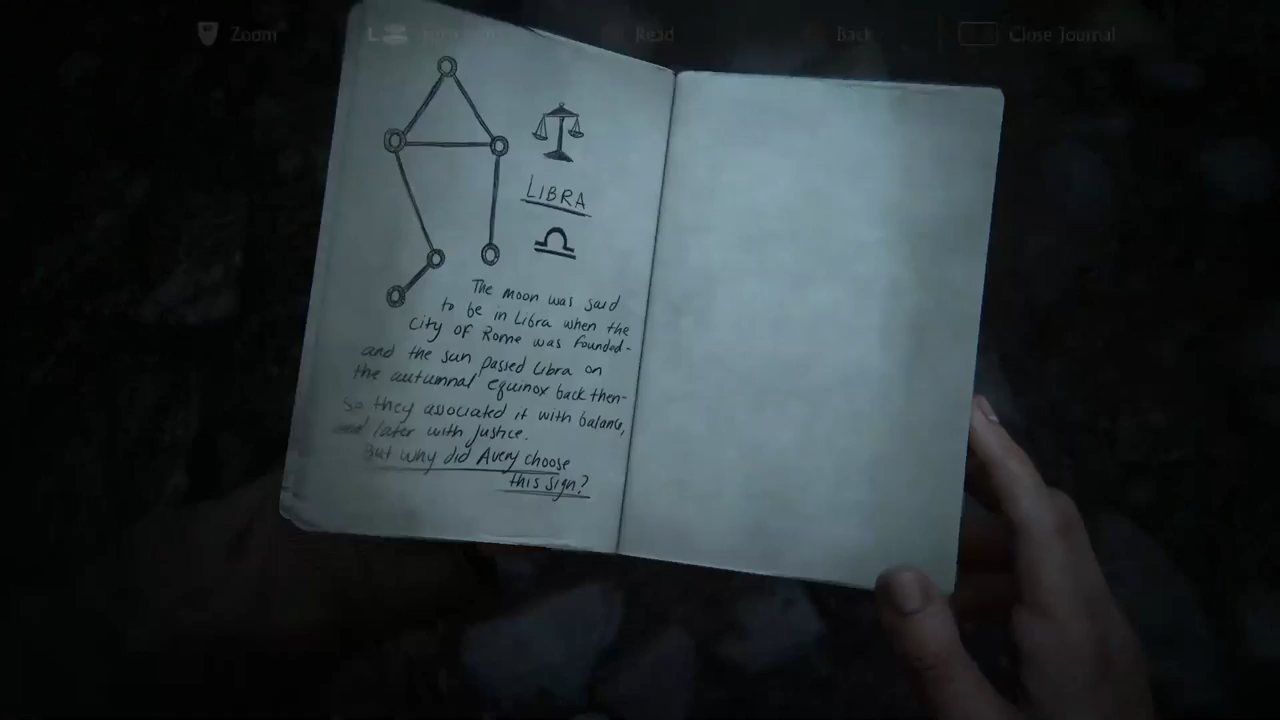 Zoom
L
Read
Back
Close Journal
LIBRA
The moon was said
to be in Libra when the
city of Rome was founded-
and the sun passed Libra on
the autumnal equinox back then-
so they associated it with balance,
and later with justice.
But why did Avery choose
this sign?